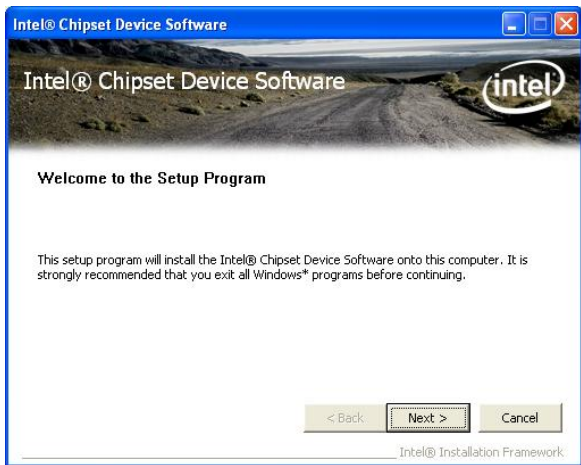 Intel® Chipset Device Software
Intel® Chipset Device Software
intel
Welcome to the Setup Program
This setup program will install the Intel® Chipset Device Software onto this computer. It is
strongly recommended that you exit all Windows* programs before continuing.
< Back
Next >
Cancel
Intel® Installation Framework